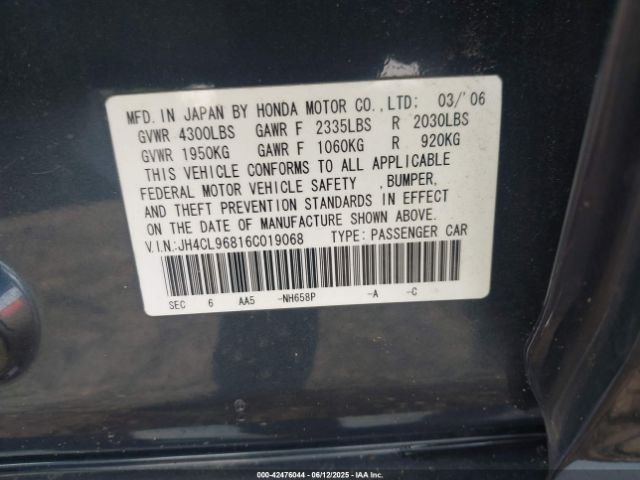 MFD. IN JAPAN BY HONDA MOTOR CO., LTD: 03/'06
GVWR 4300LBS GAWR F 2335LBS R 2030LBS
GVWR 1950KG GAWR F 1060KG R 920KG
THIS VEHICLE CONFORMS TO ALL APPLICABLE
FEDERAL MOTOR VEHICLE SAFETY ,BUMPER,
AND THEFT PREVENTION STANDARDS IN EFFECT
ON THE DATE OF MANUFACTURE SHOWN ABOVE.
V.I.N.:JH4CL96816C019068 TYPE: PASSENGER CAR
SEC 6 AA5 -NH658P -A -C
000-42476044 - 06/12/2025 - IAAI.COM